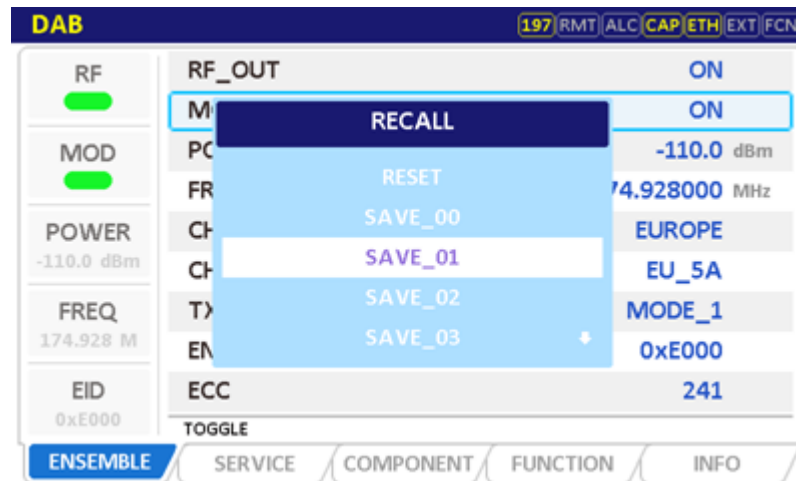 DAB 197 RMT ALC CAP ETH EXT FCN
RF
MOD
POWER
-110.0 dBm
FREQ
174.928 M
EID
0xE000
RF_OUT ON
M ON
PO -110.0 dBm
FR 74.928000 MHz
CH EUROPE
CH EU_5A
TX MODE_1
EN 0xE000
ECC 241
TOGGLE
RECALL
RESET
SAVE_00
SAVE_01
SAVE_02
SAVE_03
ENSEMBLE SERVICE COMPONENT FUNCTION INFO